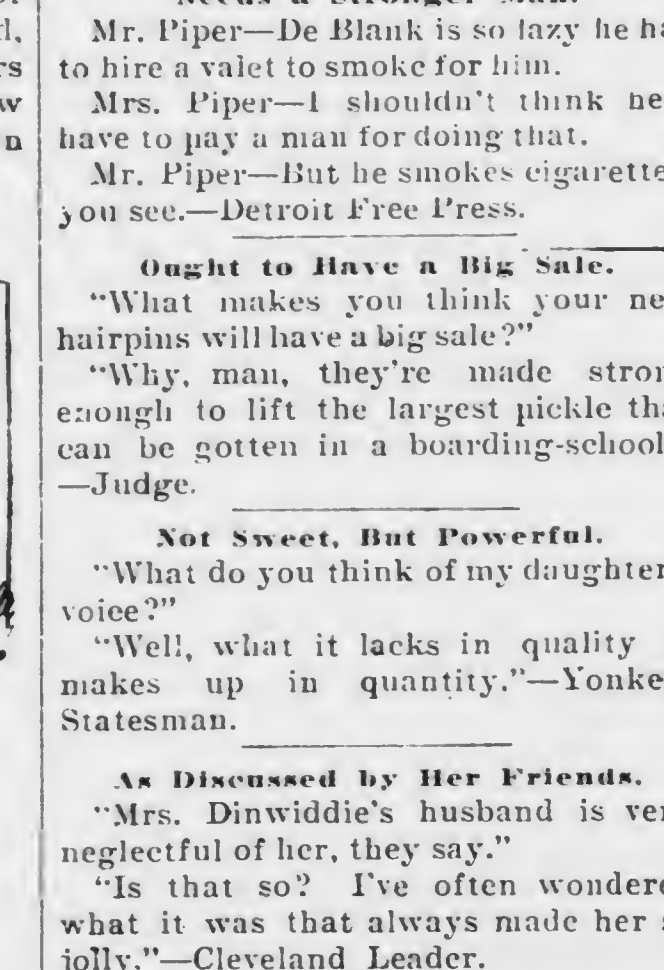 Needs a Stronger Man.
Mr. Piper—De Blank is so lazy he ha
to hire a valet to smoke for him.
Mrs. Piper—I shouldn't think he
have to pay a man for doing that.
Mr. Piper—But he smokes cigarette
you see.—Detroit Free Press.
Ought to Have a Big Sale.
"What makes you think your ne
hairpins will have a big sale?"
"Why, man, they're made stron
enough to lift the largest pickle tha
can be gotten in a boarding-school
—Judge.
Not Sweet, But Powerful.
"What do you think of my daughter
voice?"
"Well, what it lacks in quality
makes up in quantity."—Yonke
Statesman.
As Discussed by Her Friends.
"Mrs. Dinwiddie's husband is ver
neglectful of her, they say."
"Is that so? I've often wondere
what it was that always made her s
jolly."—Cleveland Leader.